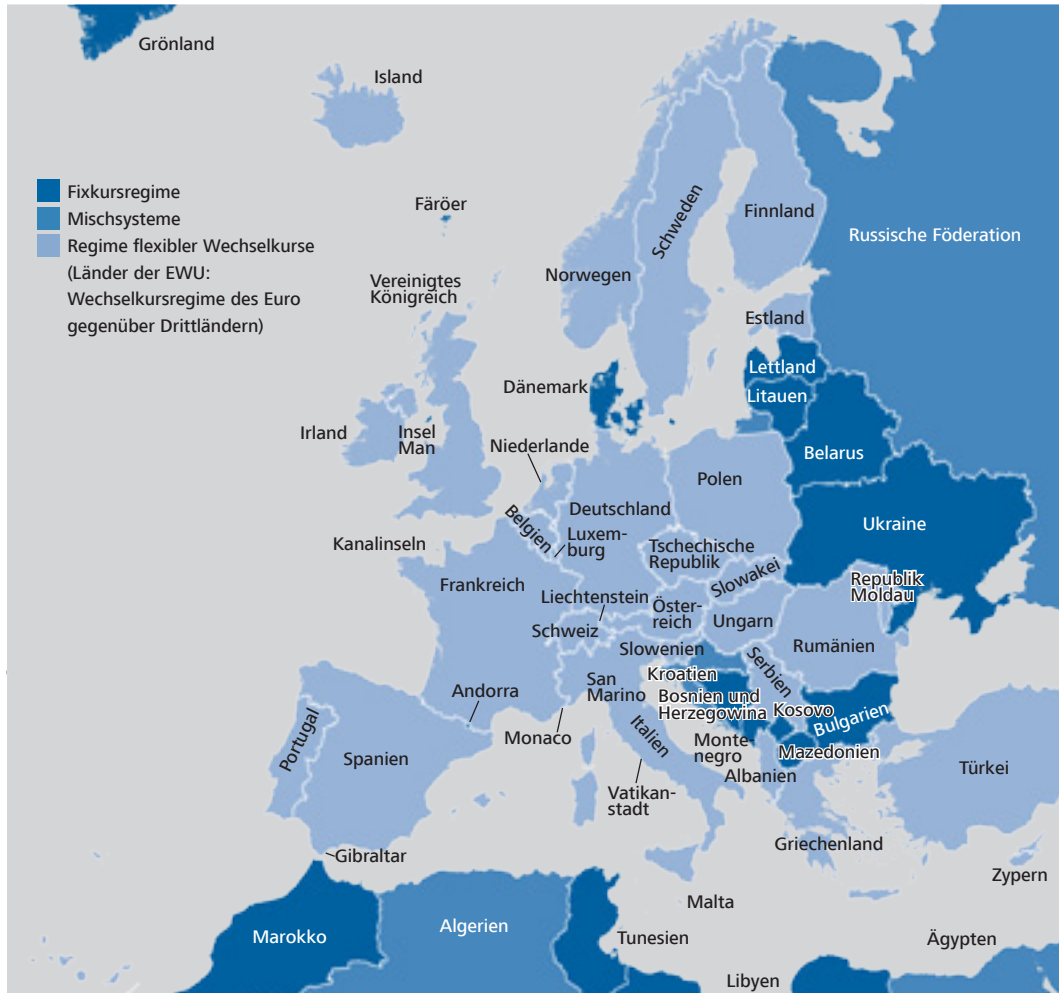 Grönland
Island
Fixkursregime
Mischsysteme
Regime flexibler Wechselkurse
(Länder der EWU:
Wechselkursregime des Euro
gegenüber Drittländern)
Färöer
Schweden
Finnland
Russische Föderation
Norwegen
Vereinigtes
Königreich
Estland
Lettland
Litauen
Dänemark
Irland
Insel
Man
Niederlande
Belarus
Polen
Deutschland
Ukraine
Belgien
Luxem-
burg
Kanalinseln
Tschechische
Republik
Slowakei
Frankreich
Republik
Moldau
Liechtenstein
Öster-
reich
Ungarn
Schweiz
Rumänien
Slowenien
Serbien
Kroatien
San
Marino
Bosnien und
Herzegowina
Kosovo
Bulgarien
Andorra
Monaco
Italien
Monte-
negro
Mazedonien
Portugal
Spanien
Albanien
Türkei
Vatikan-
stadt
Griechenland
Gibraltar
Zypern
Malta
Algerien
Marokko
Tunesien
Ägypten
Libyen